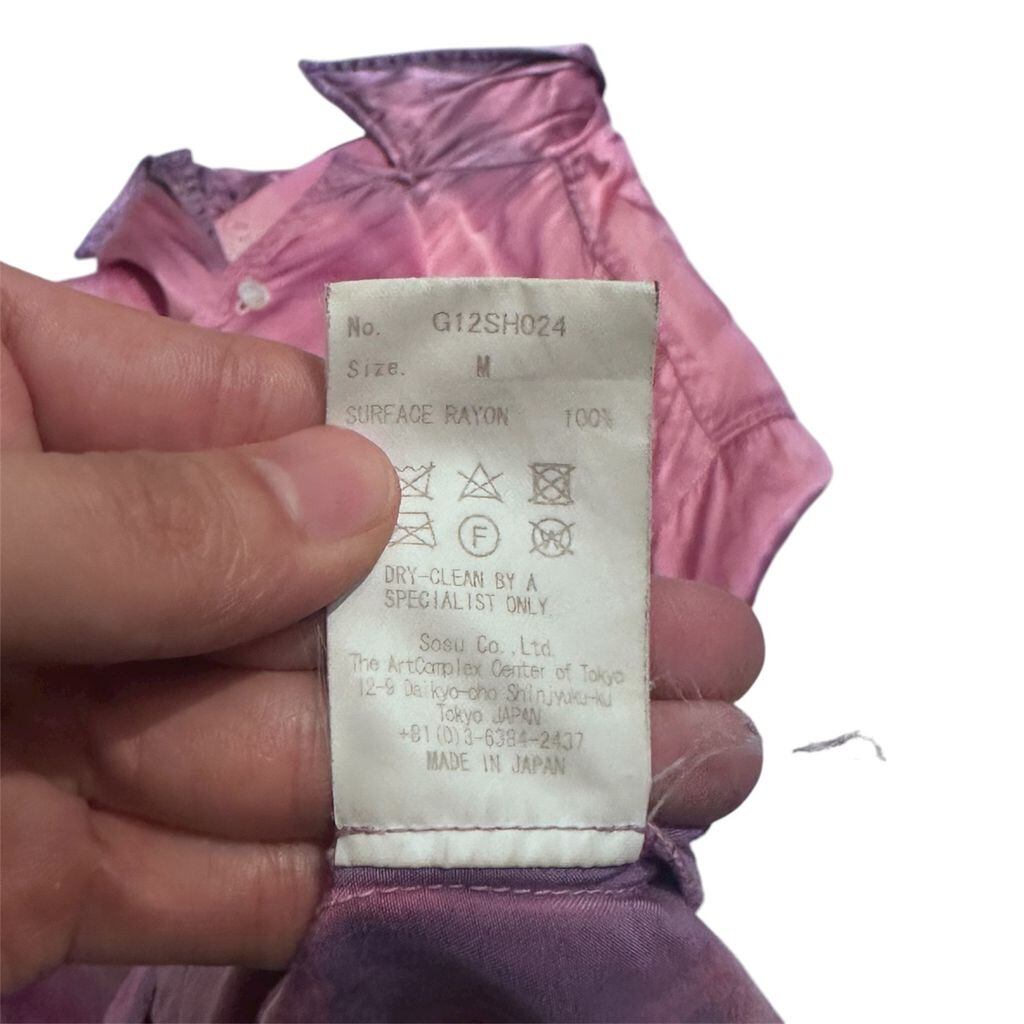 No. G12SH024
Size. M
SURFACE RAYON 100%
F
W
DRY-CLEAN BY A
SPECIALIST ONLY.
Sosu Co.,Ltd.
The ArtComplex Center of Tokyo
12-9 Daikyo-cho Shinjyuku-ku
Tokyo JAPAN
+81(0)3-6384-2437
MADE IN JAPAN